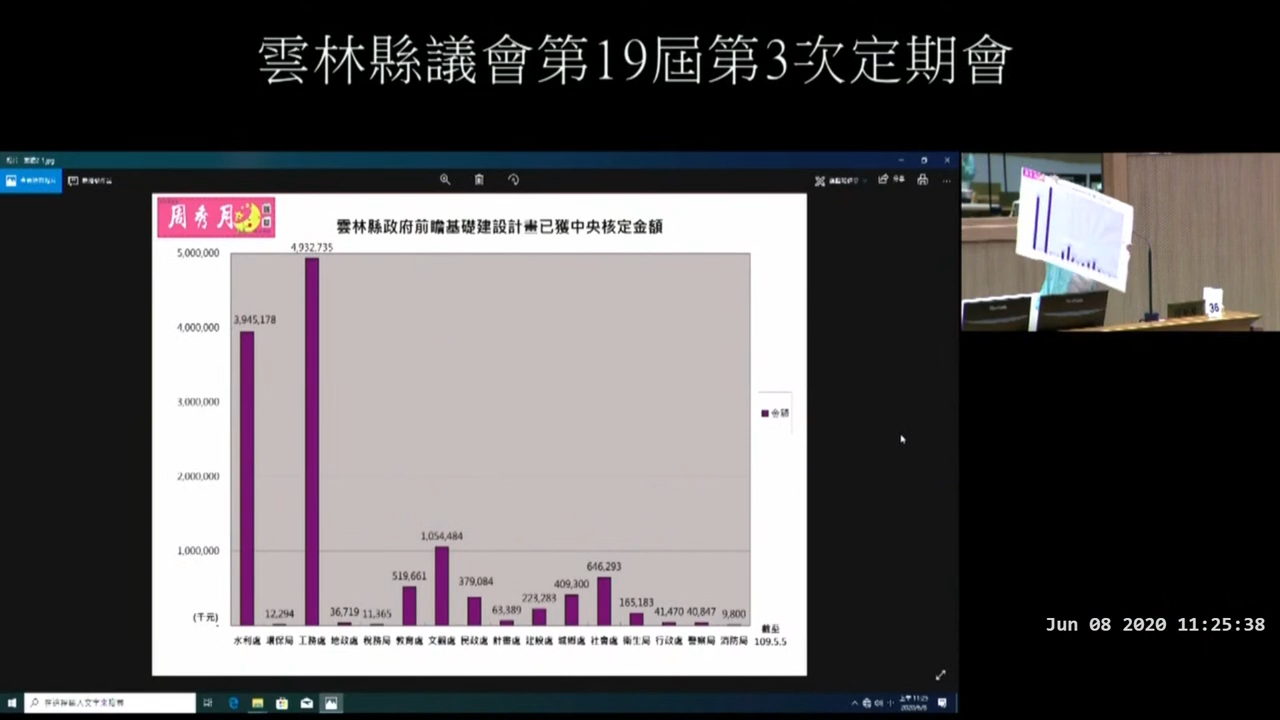 雲林縣議會第19屆第3次定期會
周秀月
雲林縣政府前瞻基礎建設計畫已獲中央核定金額
5,000,000
4,000,000
3,000,000
2,000,000
1,000,000
(千元)
-
3,945,178
12,294
4,932,735
36,719
11,365
519,661
1,054,484
379,084
63,389
223,283
409,300
646,293
165,183
41,470
40,847
9,800
水利處 環保局 工務處 地政處 稅務局 教育處 文觀處 民政處 計畫處 建設處 城鄉處 社會處 衛生局 行政處 警察局 消防局
金額
截至
109.5.5
36
Jun 08 2020 11:25:38
上午 11:25
2020/6/8